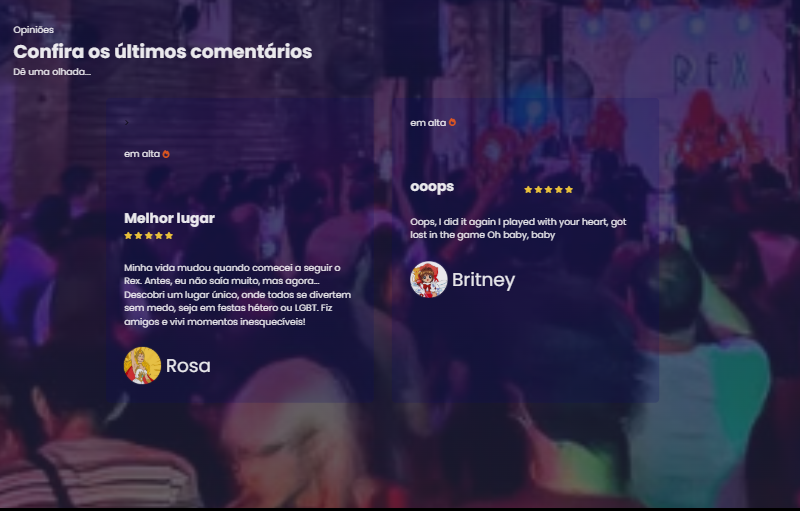 Opiniões
Confira os últimos comentários
Dê uma olhada...
REX
em alta
Melhor lugar
Minha vida mudou quando comecei a seguir o
Rex. Antes, eu não saía muito, mas agora...
Descobri um lugar único, onde todos se divertem
sem medo, seja em festas hétero ou LGBT. Fiz
amigos e vivi momentos inesquecíveis!
Rosa
em alta
ooops
Oops, I did it again I played with your heart, got
lost in the game Oh baby, baby
Britney